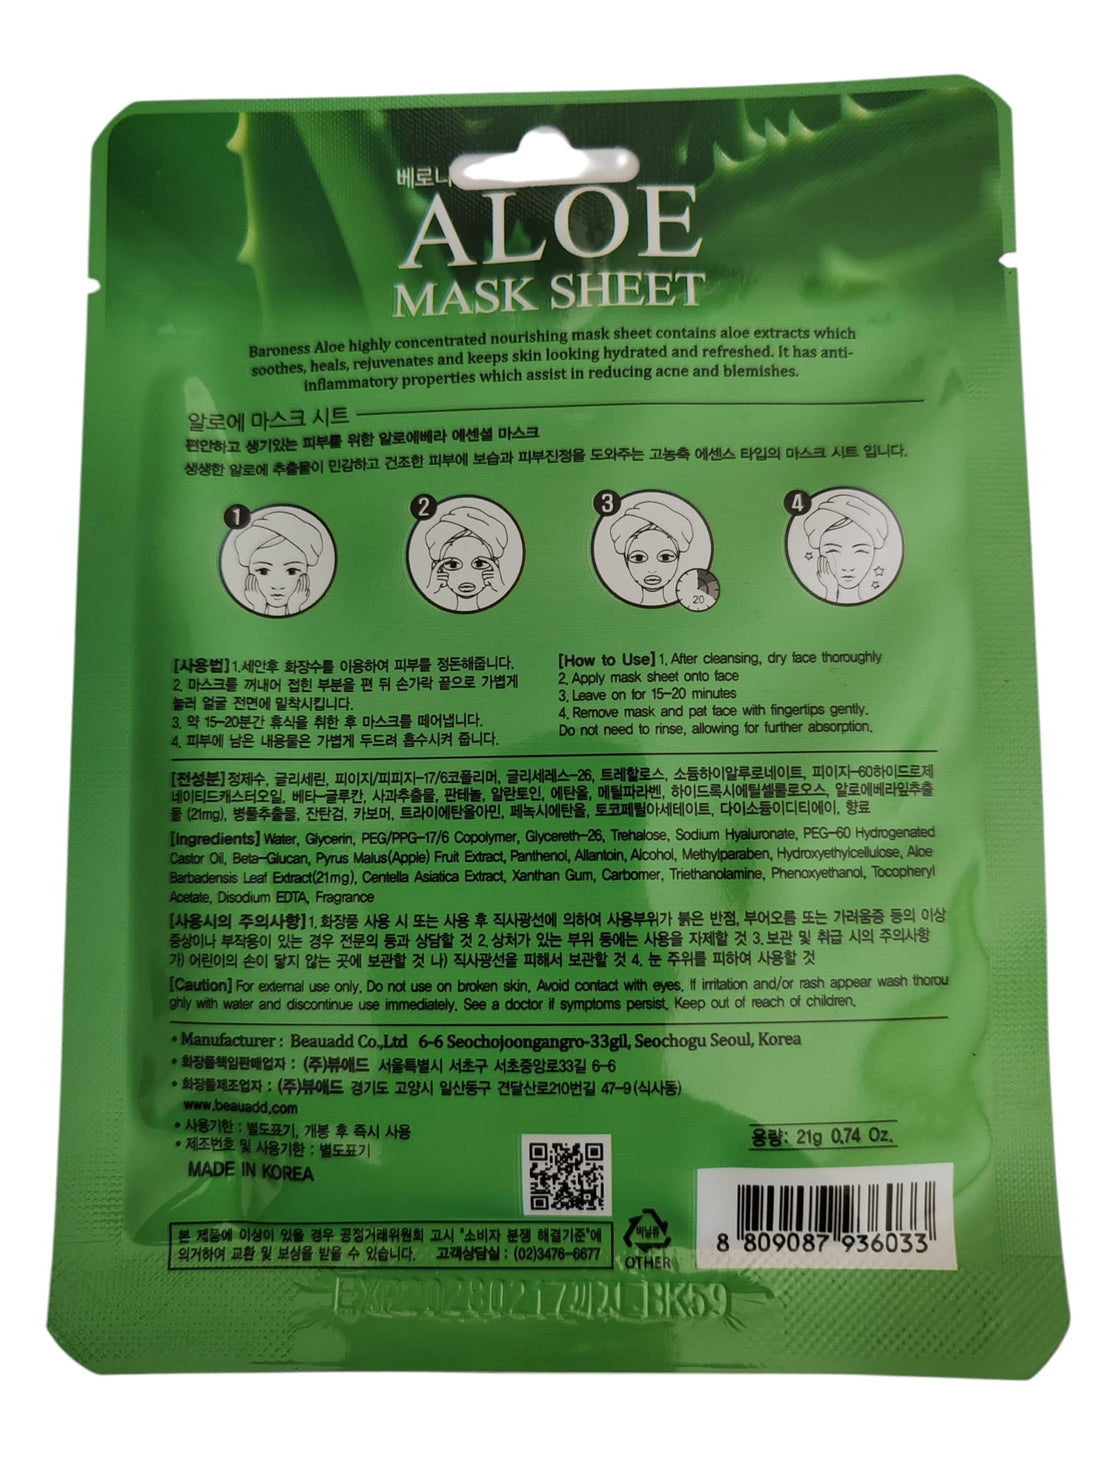 베로니
ALOE
MASK SHEET
Baroness Aloe highly concentrated nourishing mask sheet contains aloe extracts which
soothes, heals, rejuvenates and keeps skin looking hydrated and refreshed. It has anti-
inflammatory properties which assist in reducing acne and blemishes.
알로에 마스크 시트
편안하고 생기있는 피부를 위한 알로에베라 에센셜 마스크
생생한 알로에 추출물이 민감하고 건조한 피부에 보습과 피부진정을 도와주는 고농축 에센스 타입의 마스크 시트 입니다.
1 2 3 4
20
[사용법] 1.세안후 화장수를 이용하여 피부를 정돈해줍니다.
2. 마스크를 꺼내어 접힌 부분을 편 뒤 손가락 끝으로 가볍게
눌러 얼굴 전면에 밀착시킵니다.
3. 약 15-20분간 휴식을 취한 후 마스크를 떼어냅니다.
4. 피부에 남은 내용물은 가볍게 두드려 흡수시켜 줍니다.
[How to Use] 1. After cleansing, dry face thoroughly
2. Apply mask sheet onto face
3. Leave on for 15-20 minutes
4. Remove mask and pat face with fingertips gently.
Do not need to rinse, allowing for further absorption.
[전성분] 정제수, 글리세린, 피이지/피피지-17/6코폴리머, 글리세레스-26, 트레할로스, 소듐하이알루로네이트, 피이지-60하이드로제
네이티드캐스터오일, 베타-글루칸, 사과추출물, 판테놀, 알란토인, 에탄올, 메틸파라벤, 하이드록시에틸셀룰로오스, 알로에베라잎추출
물 (21mg), 병풀추출물, 잔탄검, 카보머, 트라이에탄올아민, 페녹시에탄올, 토코페릴아세테이트, 다이소듐이디티에이, 향료
[Ingredients] Water, Glycerin, PEG/PPG-17/6 Copolymer, Glycereth-26, Trehalose, Sodium Hyaluronate, PEG-60 Hydrogenated
Castor Oil, Beta-Glucan, Pyrus Malus(Apple) Fruit Extract, Panthenol, Allantoin, Alcohol, Methylparaben, Hydroxyethylcellulose, Aloe
Barbadensis Leaf Extract(21mg), Centella Asiatica Extract, Xanthan Gum, Carbomer, Triethanolamine, Phenoxyethanol, Tocopheryl
Acetate, Disodium EDTA, Fragrance
[사용시의 주의사항] 1. 화장품 사용 시 또는 사용 후 직사광선에 의하여 사용부위가 붉은 반점, 부어오름 또는 가려움증 등의 이상
증상이나 부작용이 있는 경우 전문의 등과 상담할 것 2. 상처가 있는 부위 등에는 사용을 자제할 것 3. 보관 및 취급 시의 주의사항
가) 어린이의 손이 닿지 않는 곳에 보관할 것 나) 직사광선을 피해서 보관할 것 4. 눈 주위를 피하여 사용할 것
[Caution] For external use only. Do not use on broken skin. Avoid contact with eyes. If irritation and/or rash appear wash thorou
ghly with water and discontinue use immediately. See a doctor if symptoms persist. Keep out of reach of children.
• Manufacturer : Beauadd Co.,Ltd 6-6 Seochojoongangro-33gil, Seochogu Seoul, Korea
• 화장품책임판매업자 : (주)뷰애드 서울특별시 서초구 서초중앙로33길 6-6
• 화장품제조업자 : (주)뷰애드 경기도 고양시 일산동구 견달산로210번길 47-9 (식사동)
www.beauadd.com
• 사용기한 : 별도표기, 개봉 후 즉시 사용
• 제조번호 및 사용기한 : 별도표기
MADE IN KOREA
용량: 21g 0.74 Oz.
본 제품에 이상이 있을 경우 공정거래위원회 고시 "소비자 분쟁 해결기준"에
의거하여 교환 및 보상을 받을 수 있습니다. 고객상담실 : (02)3476-6677
비닐류
OTHER
8 809087 936033
EXP20280217까지 BK59